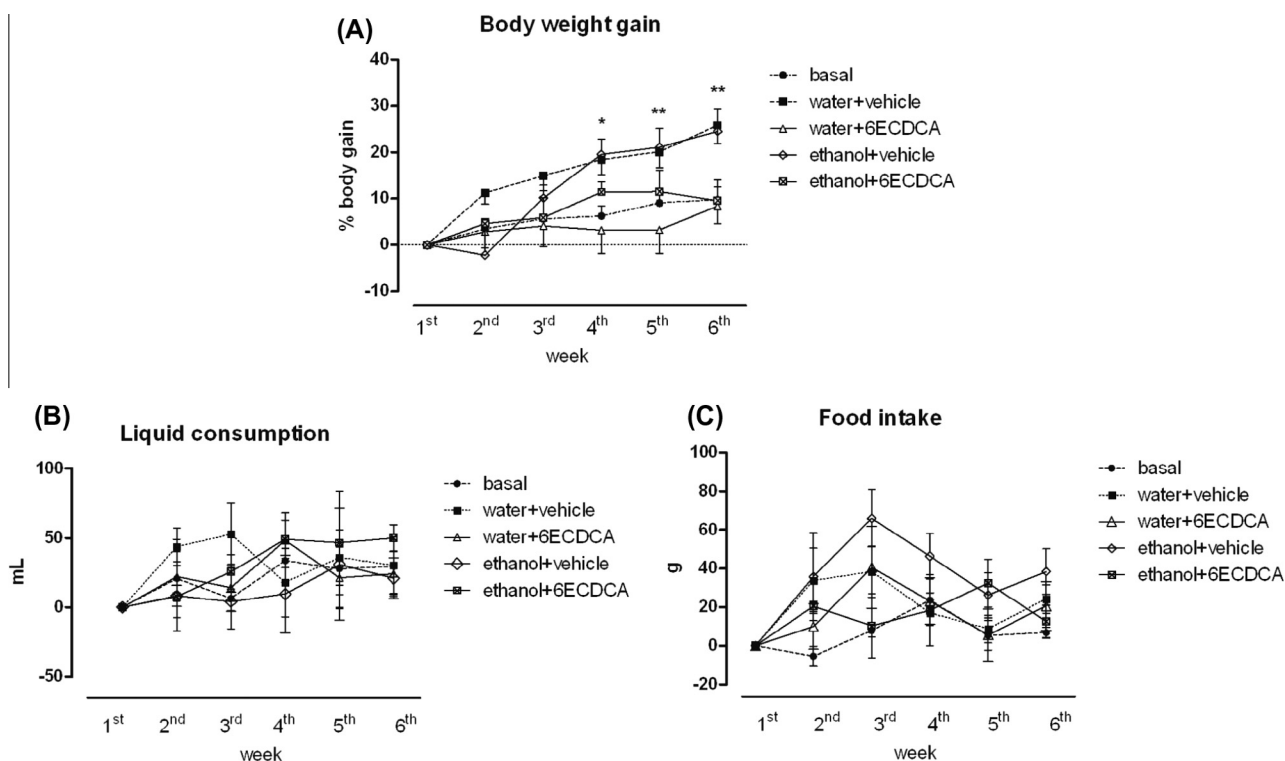 (A)
Body weight gain
40
30
20
10
0
-10
% body gain
* ** **
1st 2nd 3rd 4th 5th 6th
week
basal
water+vehicle
water+6ECDCA
ethanol+vehicle
ethanol+6ECDCA
(B)
Liquid consumption
100
50
0
-50
mL
1st 2nd 3rd 4th 5th 6th
week
basal
water+vehicle
water+6ECDCA
ethanol+vehicle
ethanol+6ECDCA
(C)
Food intake
100
80
60
40
20
0
-20
g
1st 2nd 3rd 4th 5th 6th
week
basal
water+vehicle
water+6ECDCA
ethanol+vehicle
ethanol+6ECDCA